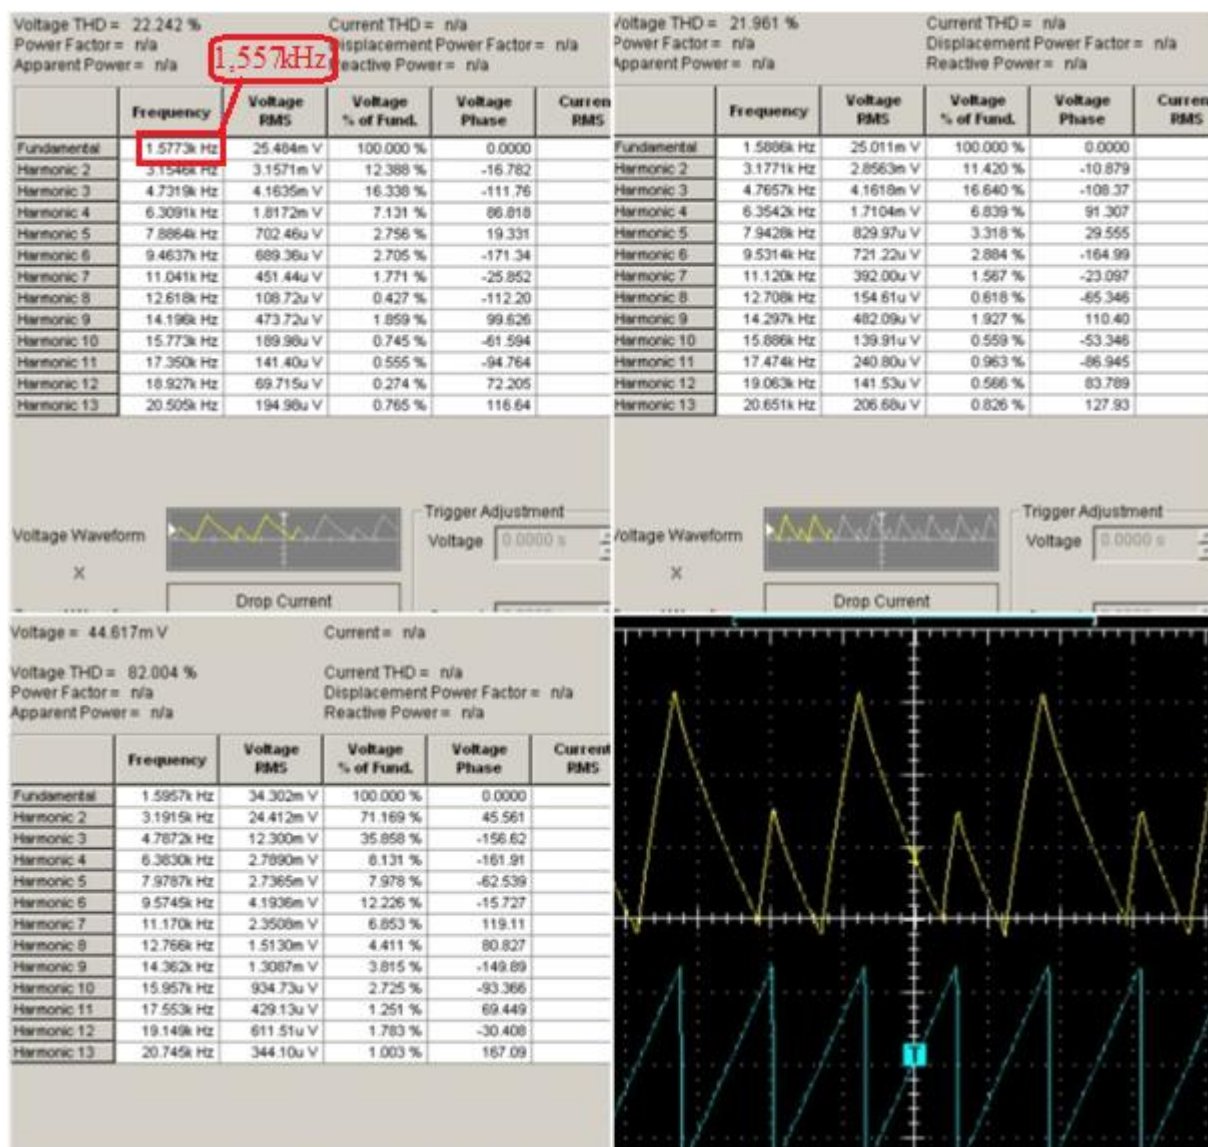 Voltage THD = 22.242 % Current THD = n/a
Power Factor = n/a Displacement Power Factor = n/a
Apparent Power = n/a Reactive Power = n/a
1,557kHz
Frequency Voltage RMS Voltage % of Fund. Voltage Phase Curren RMS
Fundamental 1.5773k Hz 25.484m V 100.000 % 0.0000
Harmonic 2 3.1546k Hz 3.1571m V 12.388 % -16.782
Harmonic 3 4.7319k Hz 4.1635m V 16.338 % -111.76
Harmonic 4 6.3091k Hz 1.8172m V 7.131 % 86.818
Harmonic 5 7.8864k Hz 702.46u V 2.756 % 19.331
Harmonic 6 9.4637k Hz 689.36u V 2.705 % -171.34
Harmonic 7 11.041k Hz 451.44u V 1.771 % -25.852
Harmonic 8 12.618k Hz 108.72u V 0.427 % -112.20
Harmonic 9 14.196k Hz 473.72u V 1.859 % 99.626
Harmonic 10 15.773k Hz 189.98u V 0.745 % -61.594
Harmonic 11 17.350k Hz 141.40u V 0.555 % -94.764
Harmonic 12 18.927k Hz 69.715u V 0.274 % 72.205
Harmonic 13 20.505k Hz 194.98u V 0.765 % 116.64
Voltage Waveform
X
Trigger Adjustment
Voltage 0.0000 s
Drop Current
Voltage THD = 21.961 % Current THD = n/a
Power Factor = n/a Displacement Power Factor = n/a
Apparent Power = n/a Reactive Power = n/a
Frequency Voltage RMS Voltage % of Fund. Voltage Phase Curren RMS
Fundamental 1.5886k Hz 25.011m V 100.000 % 0.0000
Harmonic 2 3.1771k Hz 2.8563m V 11.420 % -10.879
Harmonic 3 4.7657k Hz 4.1618m V 16.640 % -108.37
Harmonic 4 6.3542k Hz 1.7104m V 6.839 % 91.307
Harmonic 5 7.9428k Hz 829.97u V 3.318 % 29.555
Harmonic 6 9.5314k Hz 721.22u V 2.884 % -164.99
Harmonic 7 11.120k Hz 392.00u V 1.567 % -23.097
Harmonic 8 12.708k Hz 154.61u V 0.618 % -65.346
Harmonic 9 14.297k Hz 482.09u V 1.927 % 110.40
Harmonic 10 15.886k Hz 139.91u V 0.559 % -53.346
Harmonic 11 17.474k Hz 240.80u V 0.963 % -86.945
Harmonic 12 19.063k Hz 141.53u V 0.566 % 83.789
Harmonic 13 20.651k Hz 206.68u V 0.826 % 127.93
Voltage Waveform
X
Trigger Adjustment
Voltage 0.0000 s
Drop Current
Voltage = 44.617m V Current = n/a
Voltage THD = 82.004 % Current THD = n/a
Power Factor = n/a Displacement Power Factor = n/a
Apparent Power = n/a Reactive Power = n/a
Frequency Voltage RMS Voltage % of Fund. Voltage Phase Current RMS
Fundamental 1.5957k Hz 34.302m V 100.000 % 0.0000
Harmonic 2 3.1915k Hz 24.412m V 71.169 % 45.561
Harmonic 3 4.7872k Hz 12.300m V 35.858 % -156.62
Harmonic 4 6.3830k Hz 2.7890m V 8.131 % -161.91
Harmonic 5 7.9787k Hz 2.7365m V 7.978 % -62.539
Harmonic 6 9.5745k Hz 4.1936m V 12.226 % -15.727
Harmonic 7 11.170k Hz 2.3508m V 6.853 % 119.11
Harmonic 8 12.766k Hz 1.5130m V 4.411 % 80.827
Harmonic 9 14.362k Hz 1.3087m V 3.815 % -149.89
Harmonic 10 15.957k Hz 934.73u V 2.725 % -93.366
Harmonic 11 17.553k Hz 429.13u V 1.251 % 69.449
Harmonic 12 19.149k Hz 611.51u V 1.783 % -30.408
Harmonic 13 20.745k Hz 344.10u V 1.003 % 167.09
T